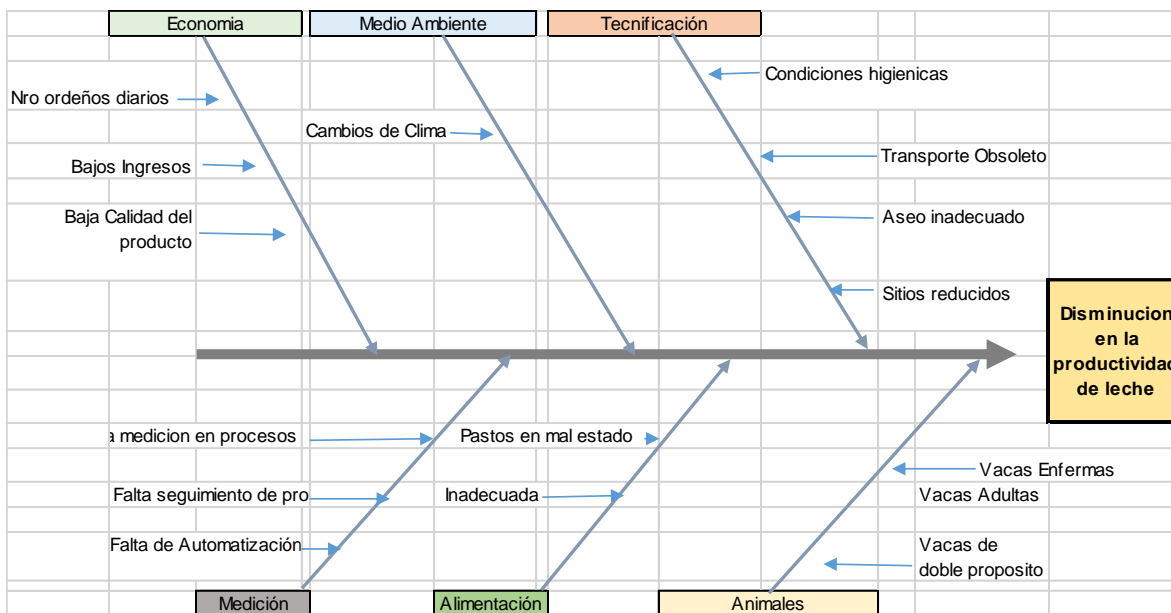 Economia
Medio Ambiente
Tecnificación
Condiciones higienicas
Nro ordeños diarios
Cambios de Clima
Transporte Obsoleto
Bajos Ingresos
Baja Calidad del
producto
Aseo inadecuado
Sitios reducidos
Disminucion
en la
productividad
de leche
a medicion en procesos
Pastos en mal estado
Vacas Enfermas
Falta seguimiento de pro
Inadecuada
Vacas Adultas
Falta de Automatización
Vacas de
doble proposito
Medición
Alimentación
Animales